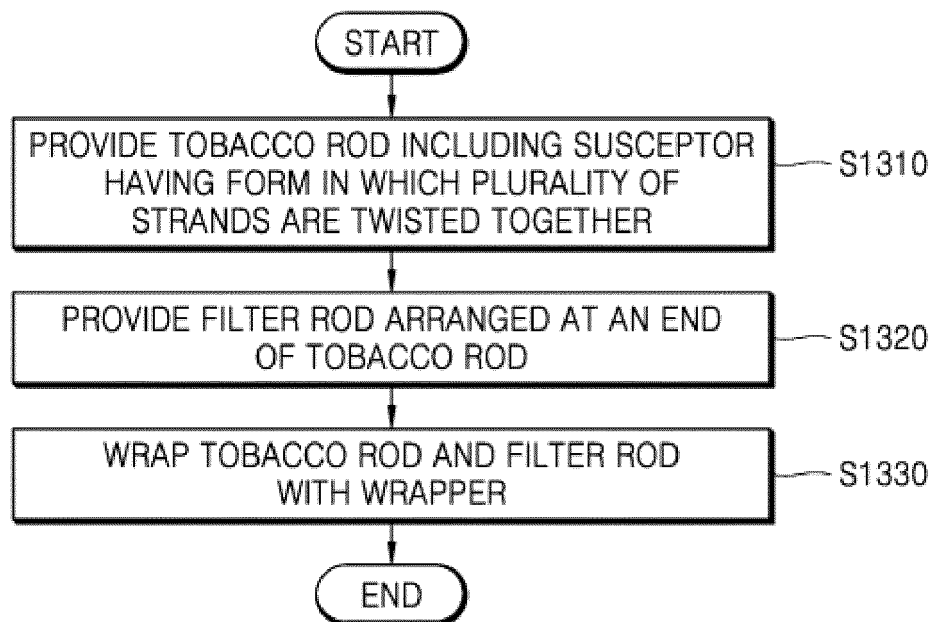 START
PROVIDE TOBACCO ROD INCLUDING SUSCEPTOR
HAVING FORM IN WHICH PLURALITY OF
STRANDS ARE TWISTED TOGETHER
S1310
PROVIDE FILTER ROD ARRANGED AT AN END
OF TOBACCO ROD
S1320
WRAP TOBACCO ROD AND FILTER ROD
WITH WRAPPER
S1330
END